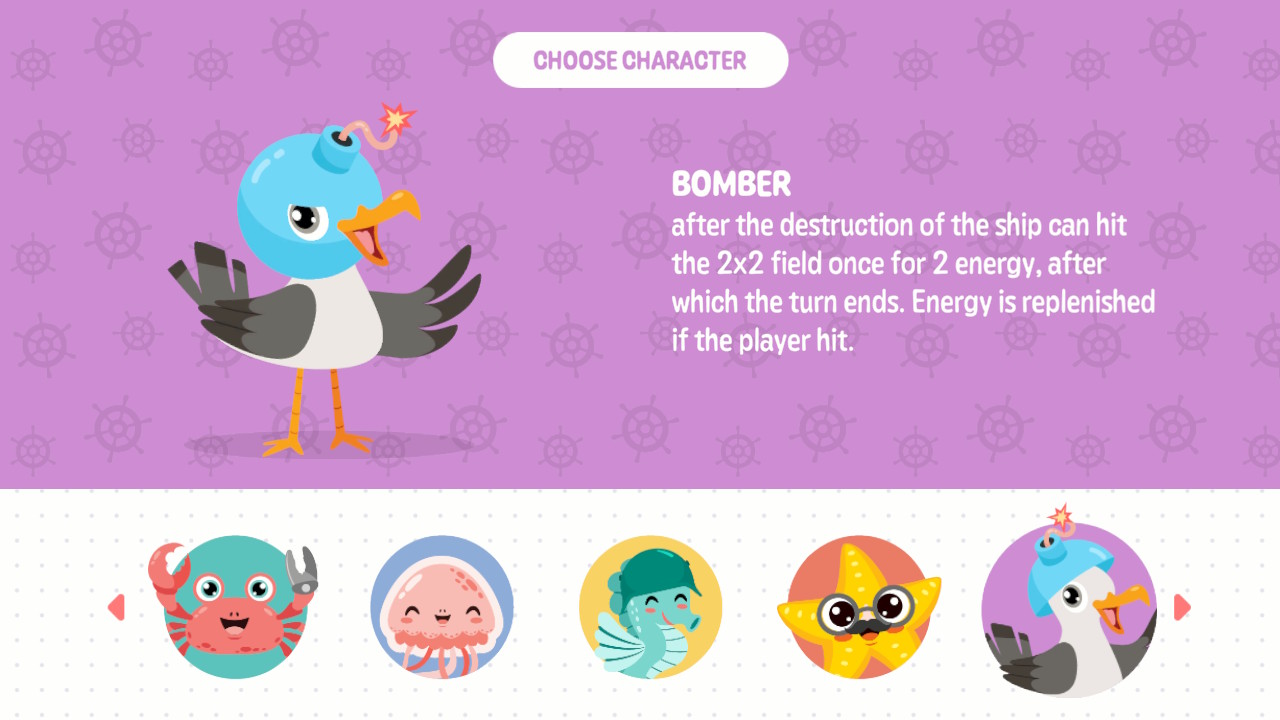 CHOOSE CHARACTER
BOMBER
after the destruction of the ship can hit
the 2x2 field once for 2 energy, after
which the turn ends. Energy is replenished
if the player hit.